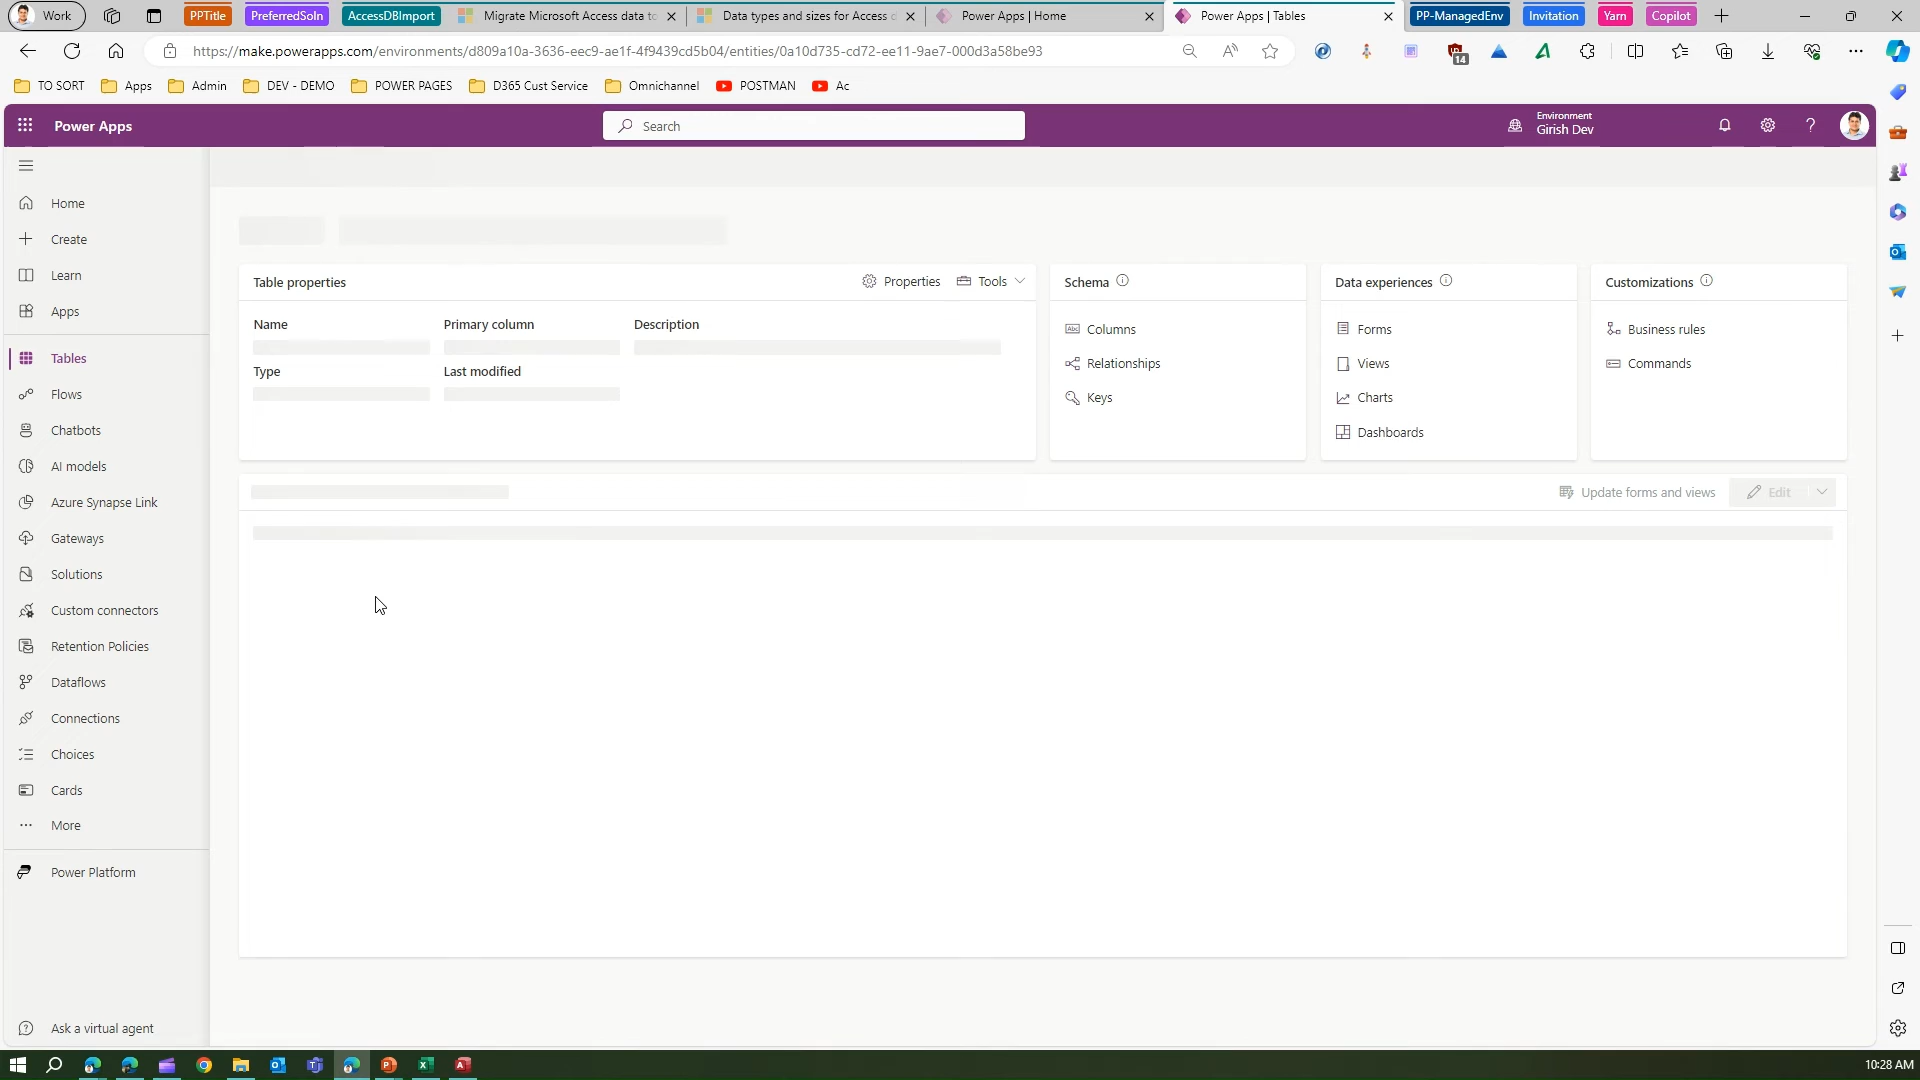 Work
PPTitle
PreferredSoln
AccessDBImport
Migrate Microsoft Access data to
Data types and sizes for Access
Power Apps | Home
Power Apps | Tables
PP-ManagedEnv
Invitation
Yarn
Copilot
https://make.powerapps.com/environments/d809a10a-3636-eec9-ae1f-4f9439cd5b04/entities/0a10d735-cd72-ee11-9ae7-000d3a58be93
14
TO SORT
Apps
Admin
DEV - DEMO
POWER PAGES
D365 Cust Service
Omnichannel
POSTMAN
Ac
Power Apps
Search
Environment
Girish Dev
Home
Create
Learn
Apps
Tables
Flows
Chatbots
AI models
Azure Synapse Link
Gateways
Solutions
Custom connectors
Retention Policies
Dataflows
Connections
Choices
Cards
More
Power Platform
Ask a virtual agent
Table properties
Properties
Tools
Name
Primary column
Description
Type
Last modified
Schema
Columns
Relationships
Keys
Data experiences
Forms
Views
Charts
Dashboards
Customizations
Business rules
Commands
Update forms and views
Edit
10:28 AM